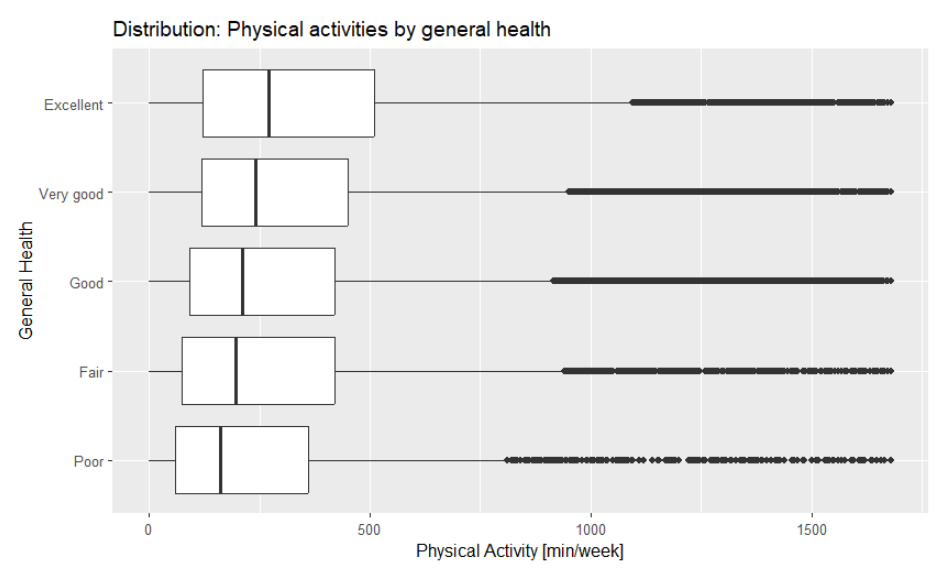 Distribution: Physical activities by general health
General Health
Excellent
Very good
Good
Fair
Poor
0 500 1000 1500
Physical Activity [min/week]